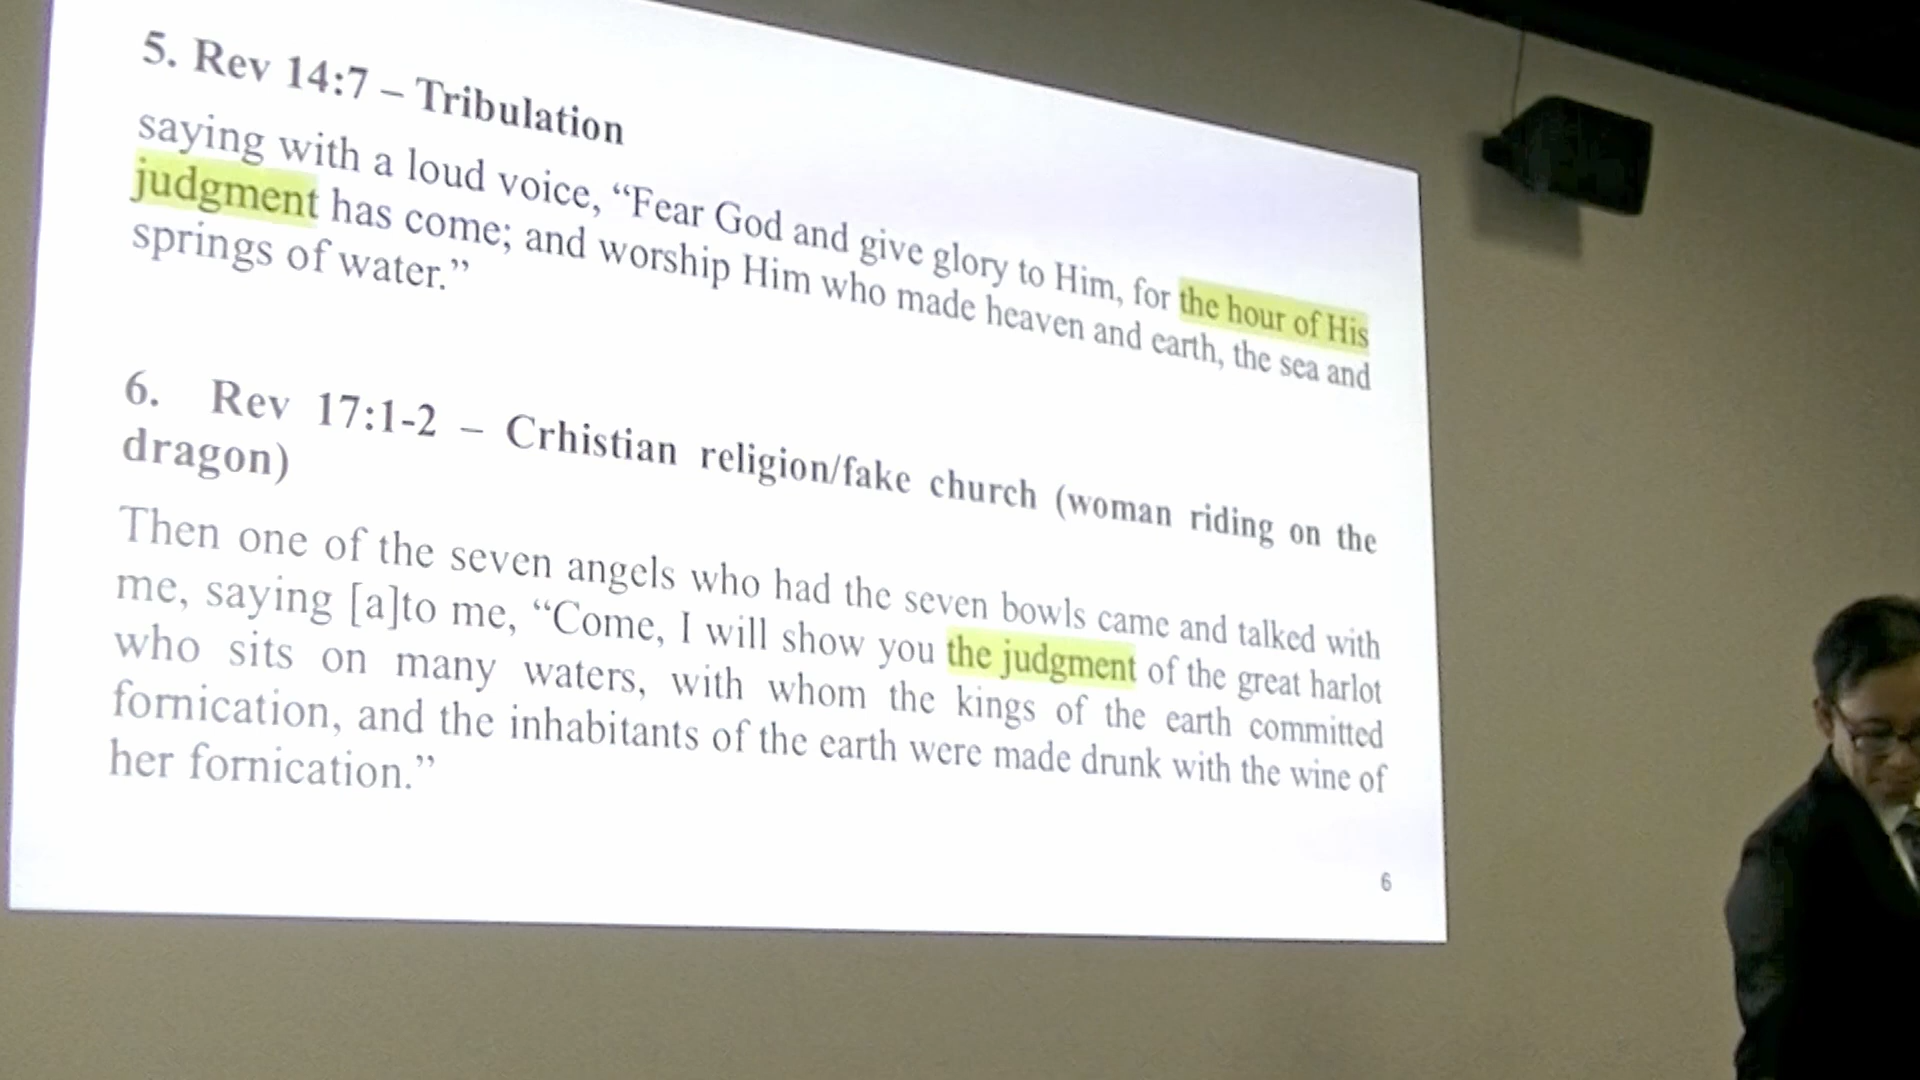 5. Rev 14:7 – Tribulation
saying with a loud voice, “Fear God and give glory to Him, for the hour of His
judgment has come; and worship Him who made heaven and earth, the sea and
springs of water.”
6. Rev 17:1-2 – Crhistian religion/fake church (woman riding on the
dragon)
Then one of the seven angels who had the seven bowls came and talked with
me, saying [a]to me, “Come, I will show you the judgment of the great harlot
who sits on many waters, with whom the kings of the earth committed
fornication, and the inhabitants of the earth were made drunk with the wine of
her fornication.”
6